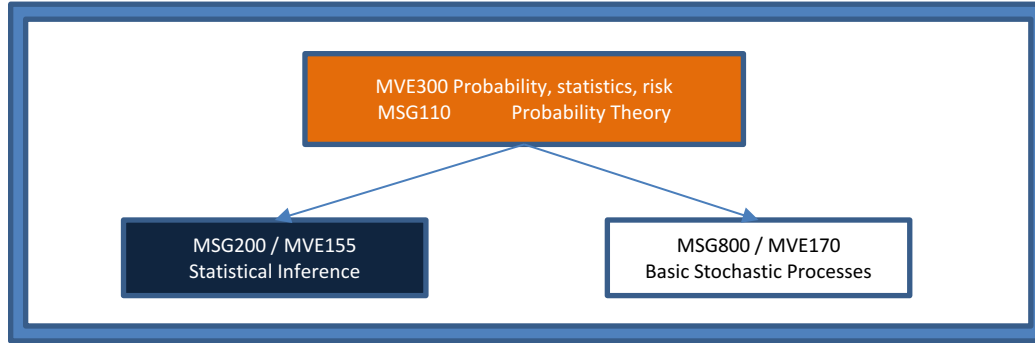 MVE300 Probability, statistics, risk
MSG110 Probability Theory
MSG200 / MVE155
Statistical Inference
MSG800 / MVE170
Basic Stochastic Processes